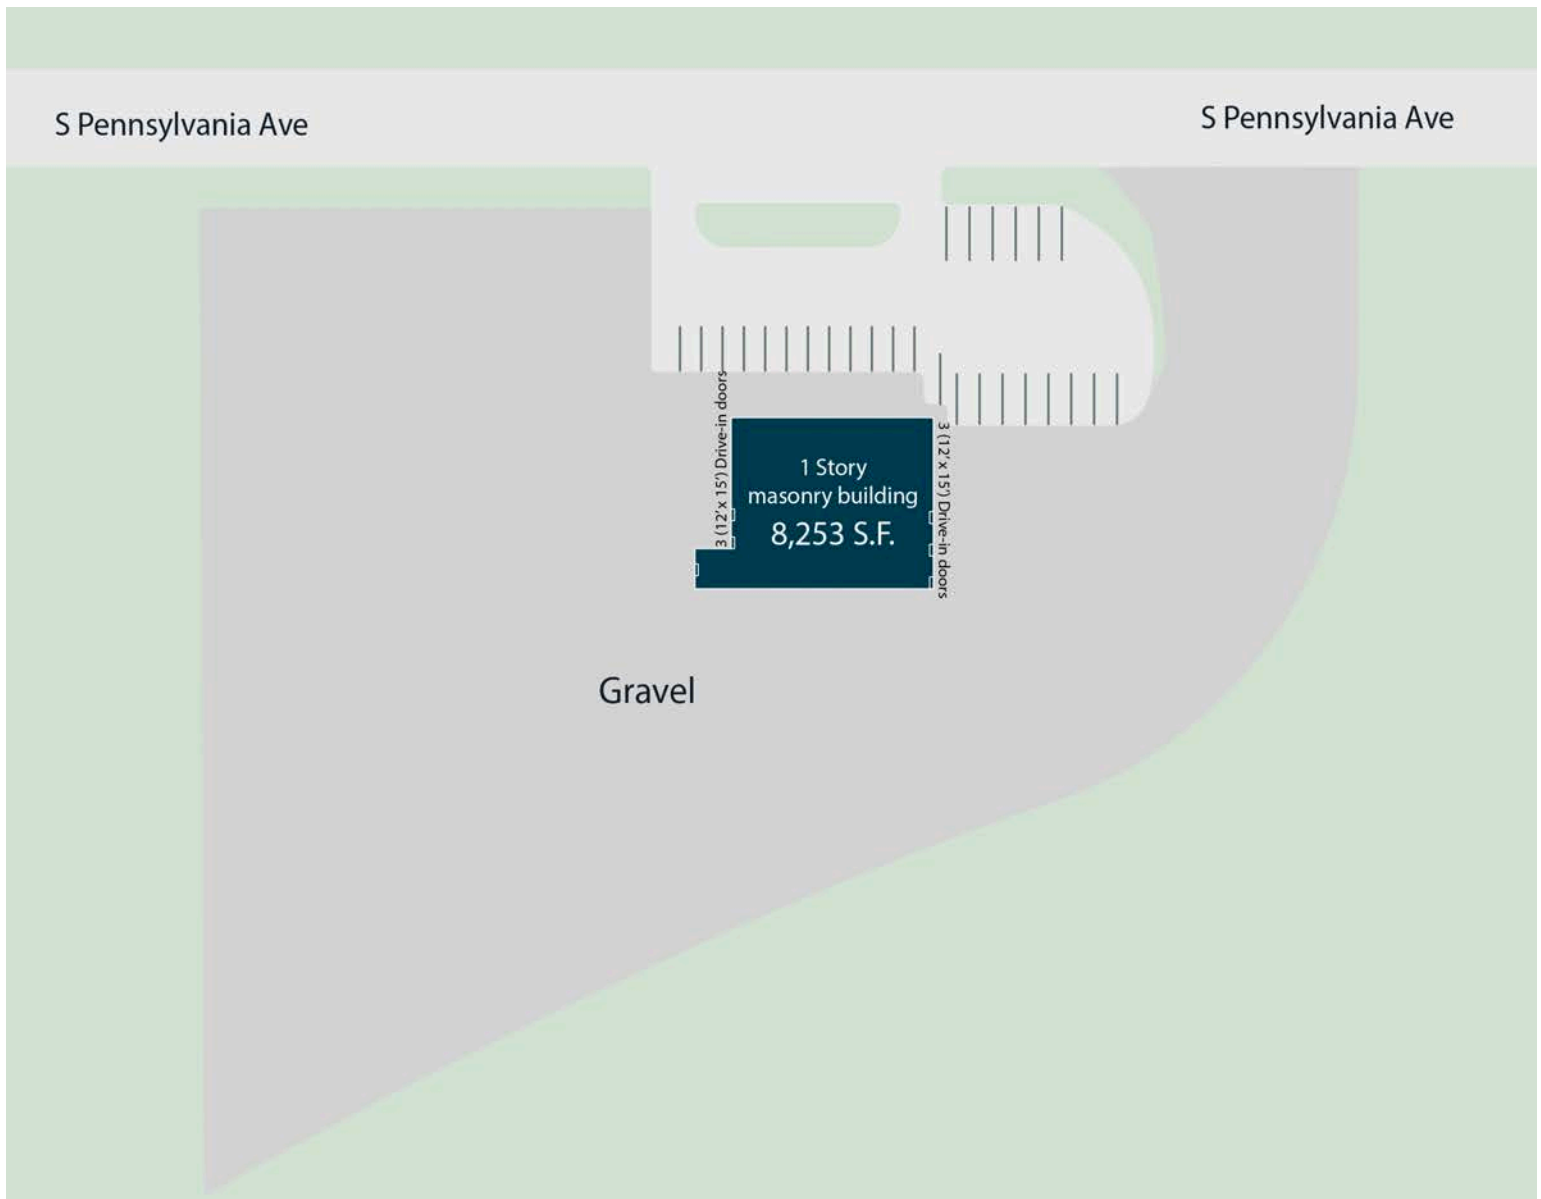 S Pennsylvania Ave
S Pennsylvania Ave
3 (12' x 15') Drive-in doors
1 Story
masonry building
8,253 S.F.
3 (12' x 15') Drive-in doors
Gravel